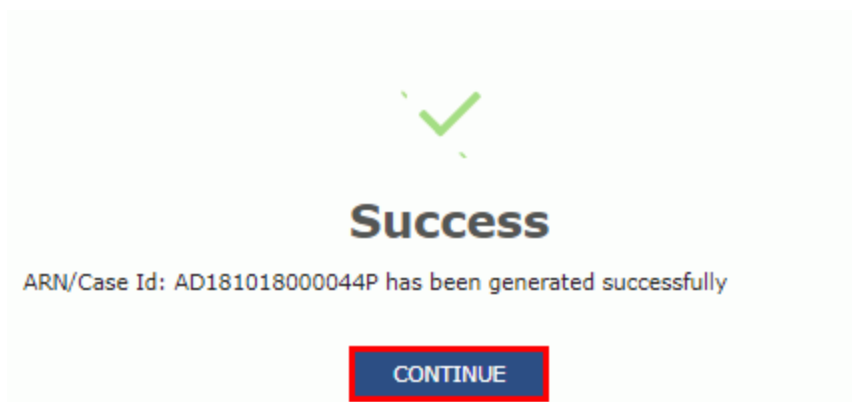 Success
ARN/Case Id: AD181018000044P has been generated successfully
CONTINUE